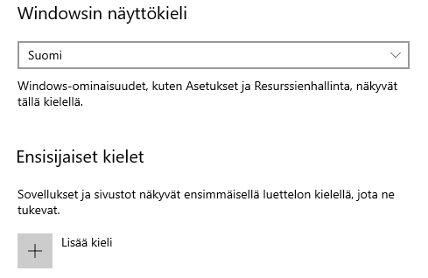 Windowsin näyttökieli
Suomi
Windows-ominaisuudet, kuten Asetukset ja Resurssienhallinta, näkyvät
tällä kielellä.
Ensisijaiset kielet
Sovellukset ja sivustot näkyvät ensimmäisellä luettelon kielellä, jota ne
tukevat.
Lisää kieli